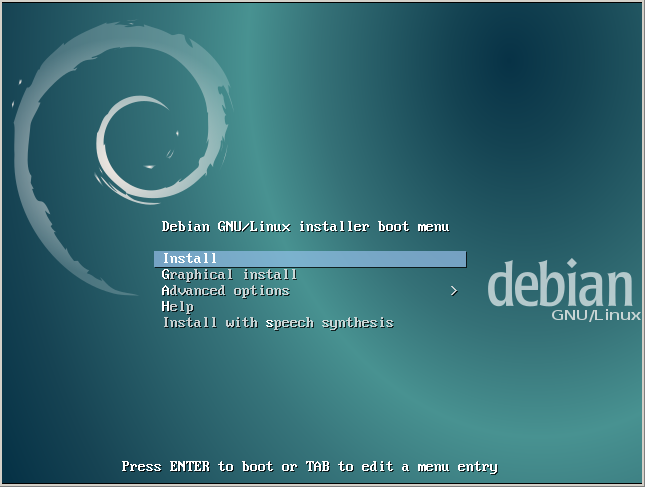 Debian GNU/Linux installer boot menu
Install
Graphical install
Advanced options >
Help
Install with speech synthesis
debian
GNU/Linux
Press ENTER to boot or TAB to edit a menu entry